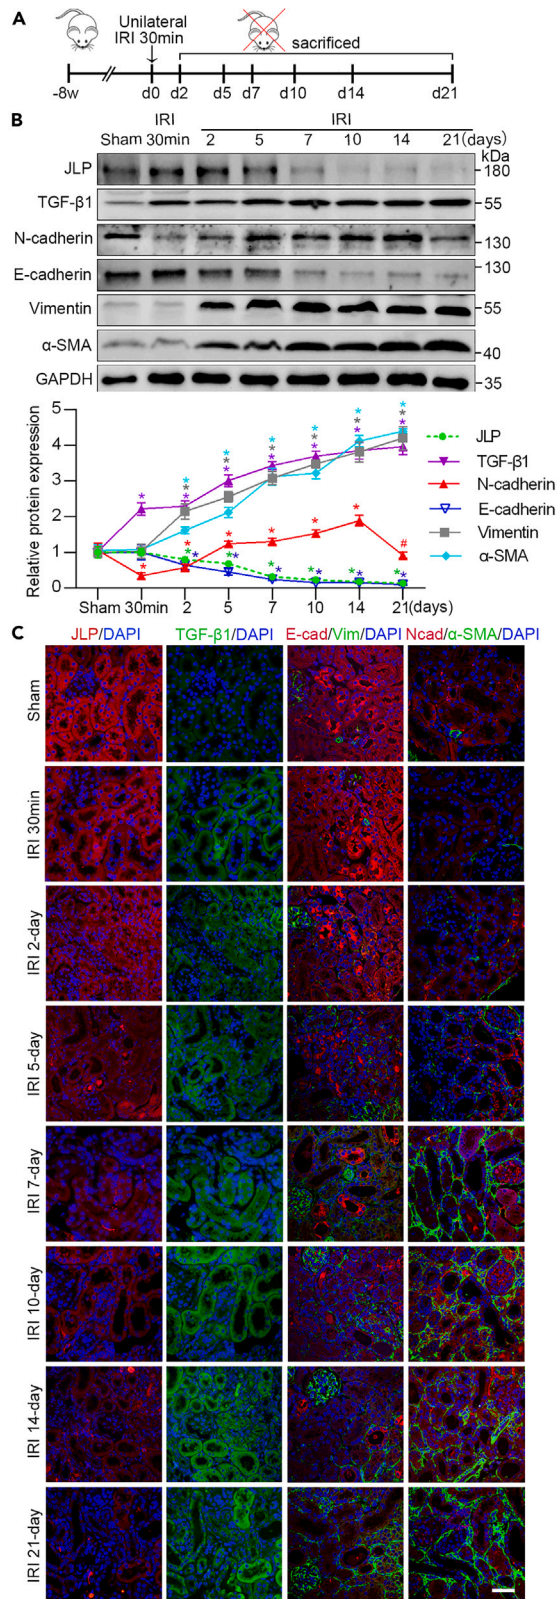 A
Unilateral
IRI 30min
sacrificed
-8w d0 d2 d5 d7 d10 d14 d21
B
IRI IRI
Sham 30min 2 5 7 10 14 21(days)
kDa
JLP 180
TGF-β1 55
N-cadherin 130
E-cadherin 130
Vimentin 55
α-SMA 40
GAPDH 35
Relative protein expression
5
4
3
2
1
0
* * * * * * * * * * * * * * * * * * * * * * * * * * * * * * * * * * * #
Sham 30min 2 5 7 10 14 21(days)
JLP
TGF-β1
N-cadherin
E-cadherin
Vimentin
α-SMA
C
JLP/DAPI TGF-β1/DAPI E-cad/Vim/DAPI Ncad/α-SMA/DAPI
Sham
IRI 30min
IRI 2-day
IRI 5-day
IRI 7-day
IRI 10-day
IRI 14-day
IRI 21-day